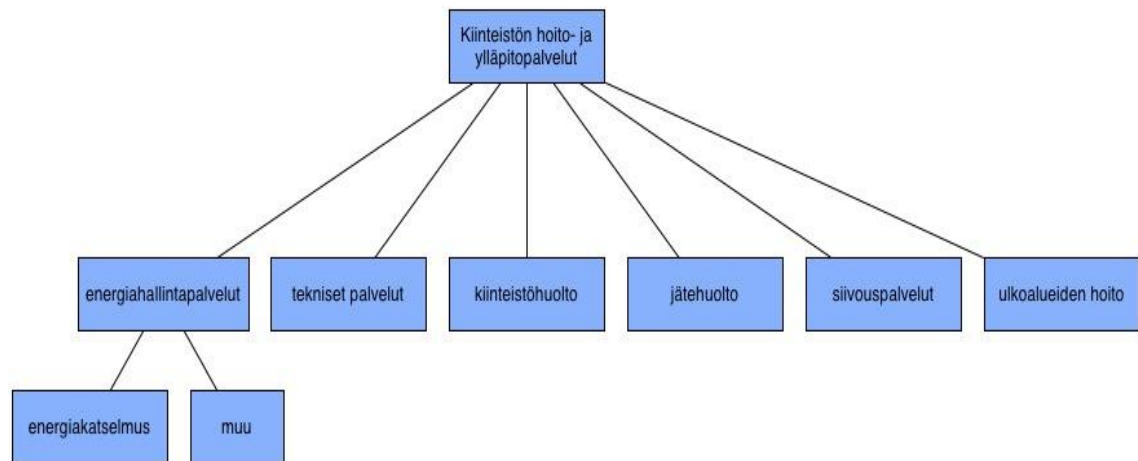 Kiinteistön hoito- ja
ylläpitopalvelut
energiahallintapalvelut
tekniset palvelut
kiinteistöhuolto
jätehuolto
siivouspalvelut
ulkoalueiden hoito
energiakatselmus
muu